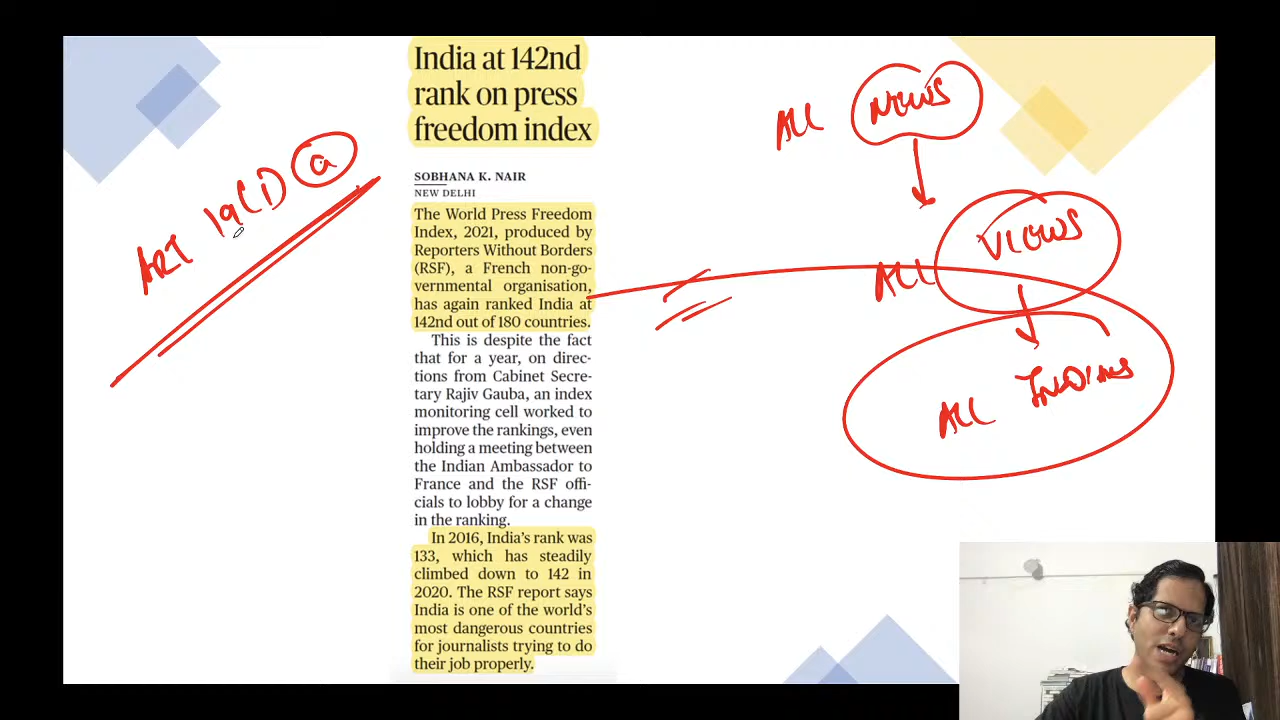 India at 142nd
rank on press
freedom index
SOBHANA K. NAIR
NEW DELHI
The World Press Freedom
Index, 2021, produced by
Reporters Without Borders
(RSF), a French non-go-
vernmental organisation,
has again ranked India at
142nd out of 180 countries.
This is despite the fact
that for a year, on direc-
tions from Cabinet Secre-
tary Rajiv Gauba, an index
monitoring cell worked to
improve the rankings, even
holding a meeting between
the Indian Ambassador to
France and the RSF offi-
cials to lobby for a change
in the ranking.
In 2016, India's rank was
133, which has steadily
climbed down to 142 in
2020. The RSF report says
India is one of the world's
most dangerous countries
for journalists trying to do
their job properly.
ART 19(1) a
ALL NEWS
ALL VIEWS
ALL INDIANS